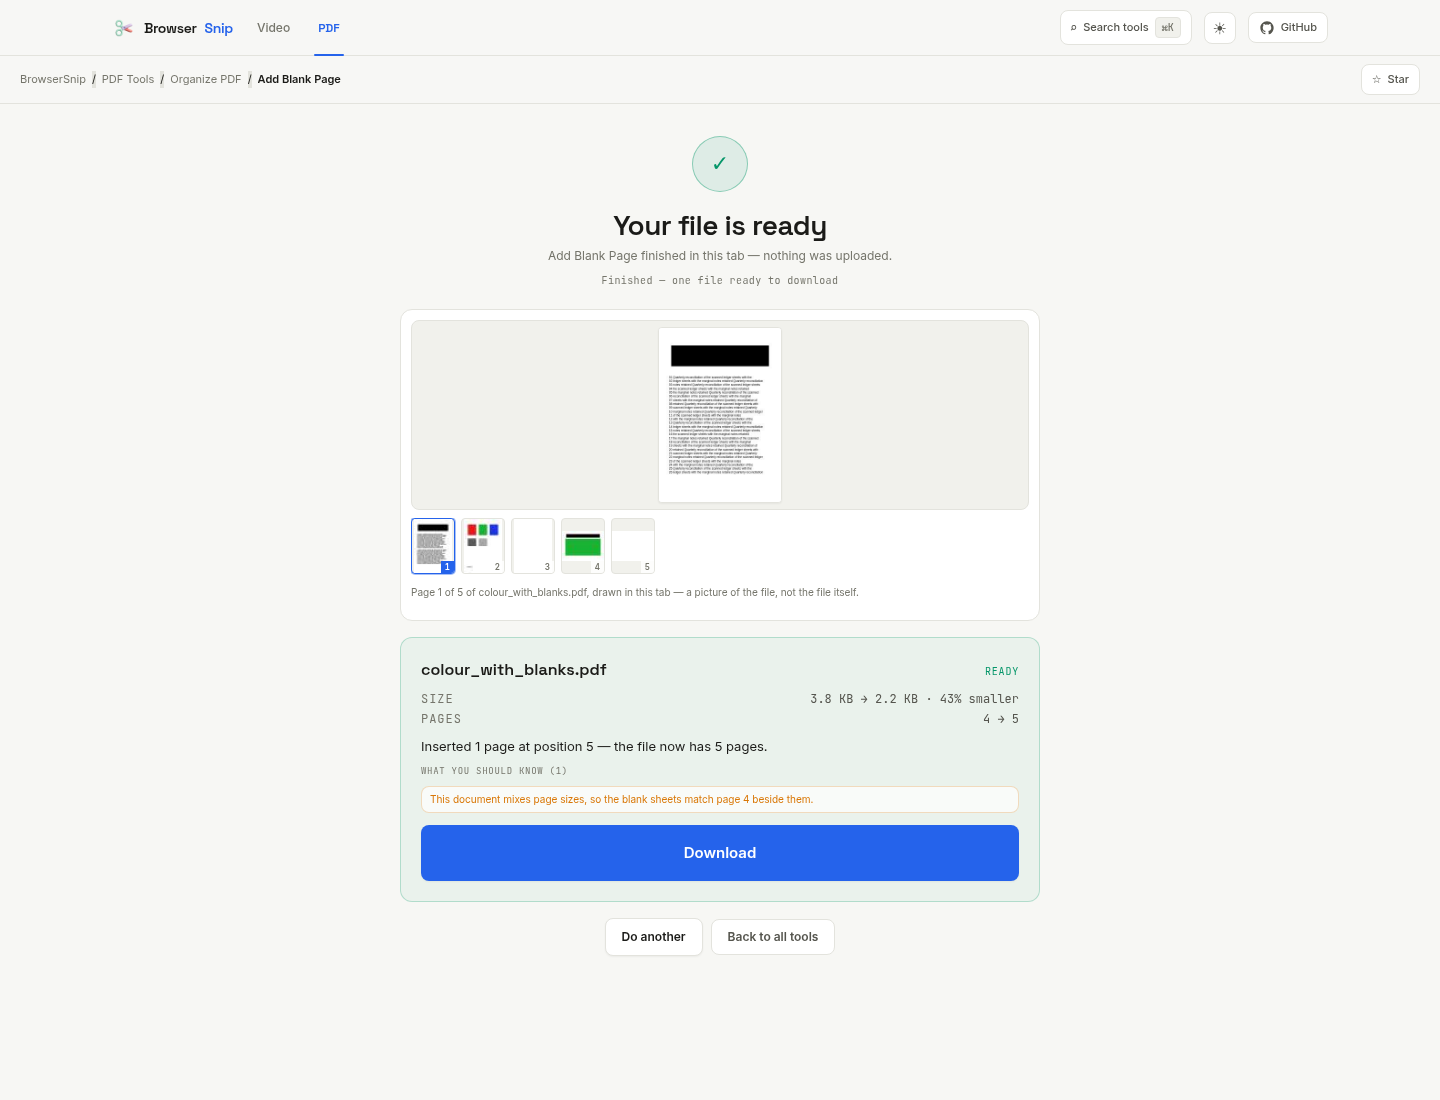 Browser Snip Video PDF Search tools ⌘K GitHub
BrowserSnip / PDF Tools / Organize PDF / Add Blank Page ☆ Star
✓
Your file is ready
Add Blank Page finished in this tab — nothing was uploaded.
Finished — one file ready to download
1 2 3 4 5
Page 1 of 5 of colour_with_blanks.pdf, drawn in this tab — a picture of the file, not the file itself.
colour_with_blanks.pdf READY
SIZE 3.8 KB → 2.2 KB · 43% smaller
PAGES 4 → 5
Inserted 1 page at position 5 — the file now has 5 pages.
WHAT YOU SHOULD KNOW (1)
This document mixes page sizes, so the blank sheets match page 4 beside them.
Download
Do another Back to all tools